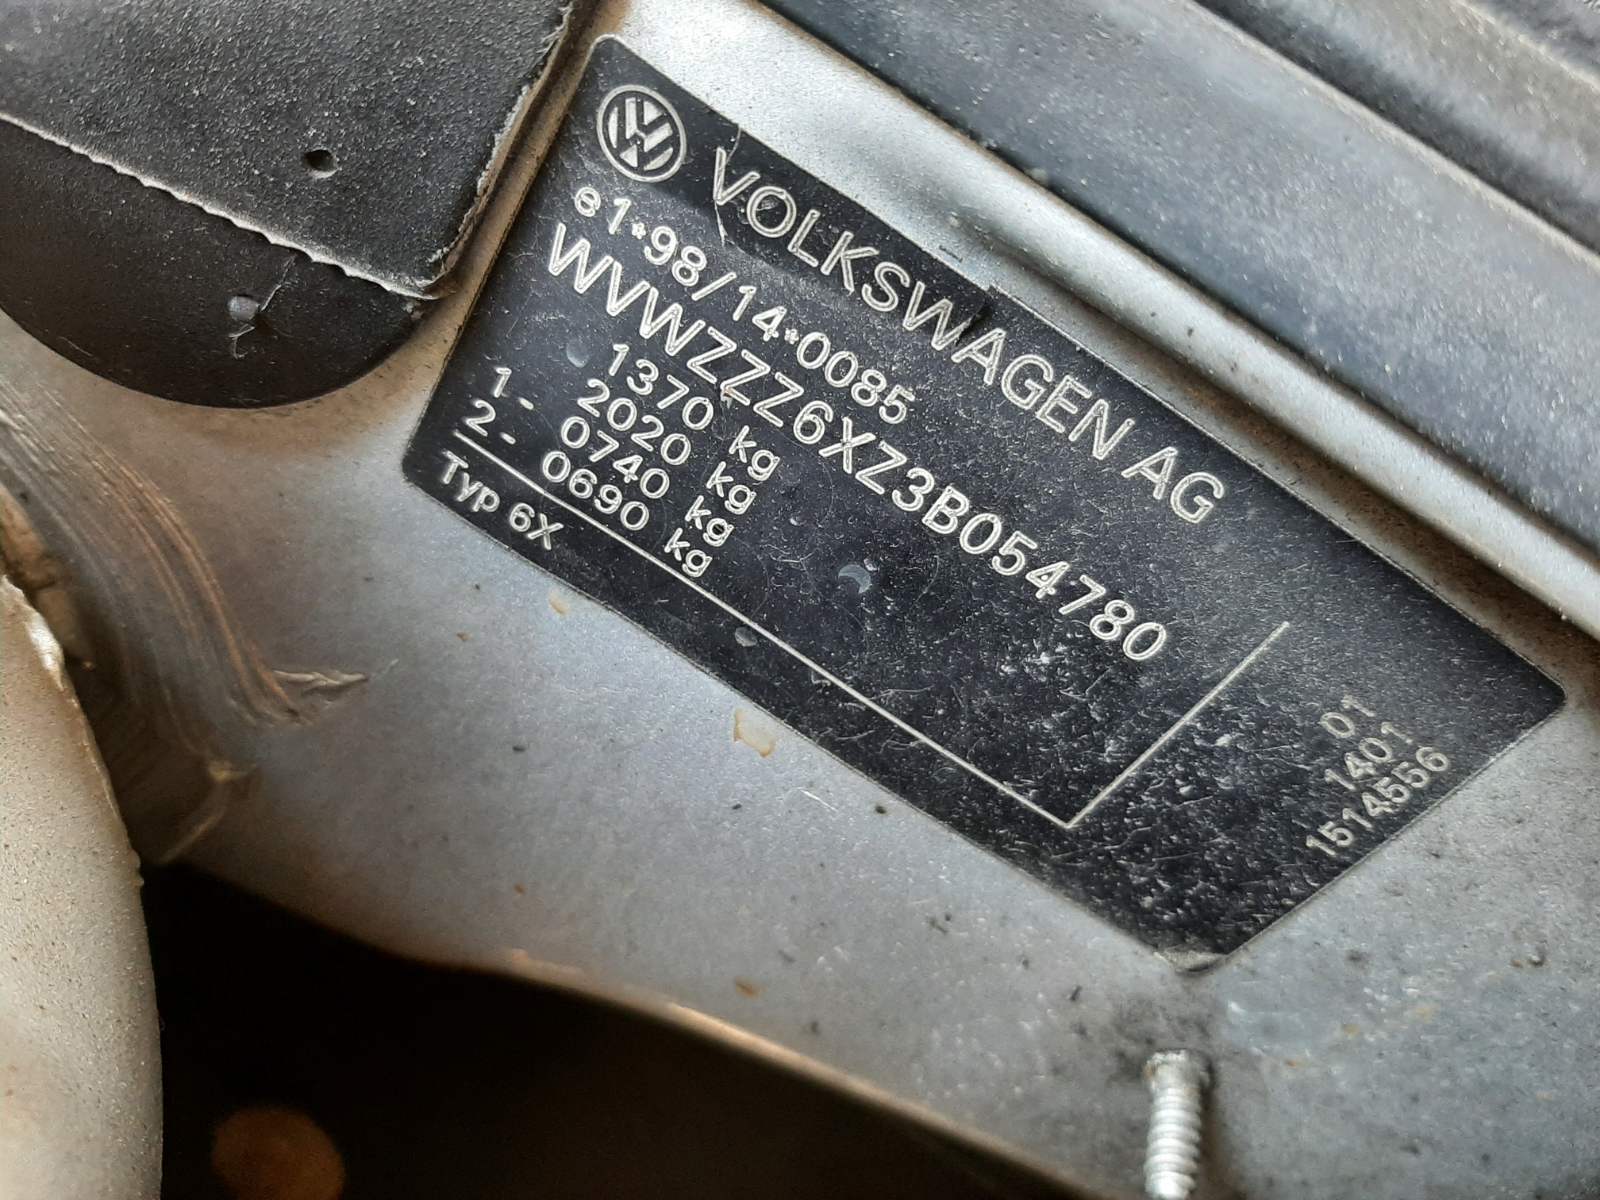 VOLKSWAGEN AG
e1*98/14*0085
WVWZZZ6XZ3B054780
1370 kg
2020 kg
1- 0740 kg
2- 0690 kg
Typ 6X
01
1401
1514556